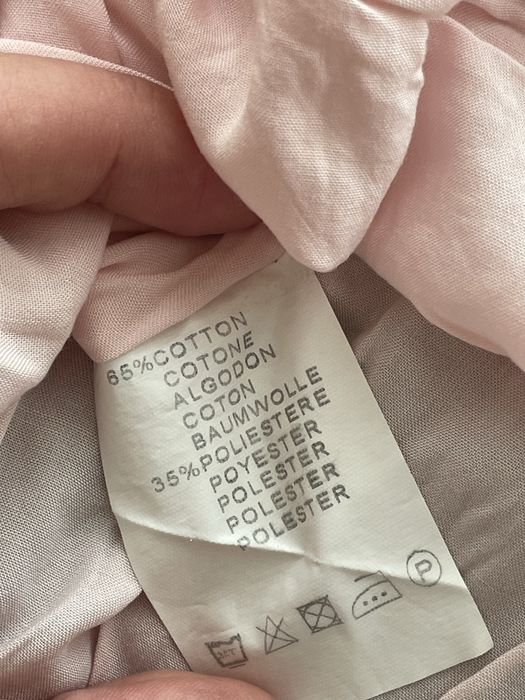 65%COTTON
COTONE
ALGODON
COTON
BAUMWOLLE
35%POLIESTERE
POYESTER
POLESTER
POLESTER
POLESTER
P